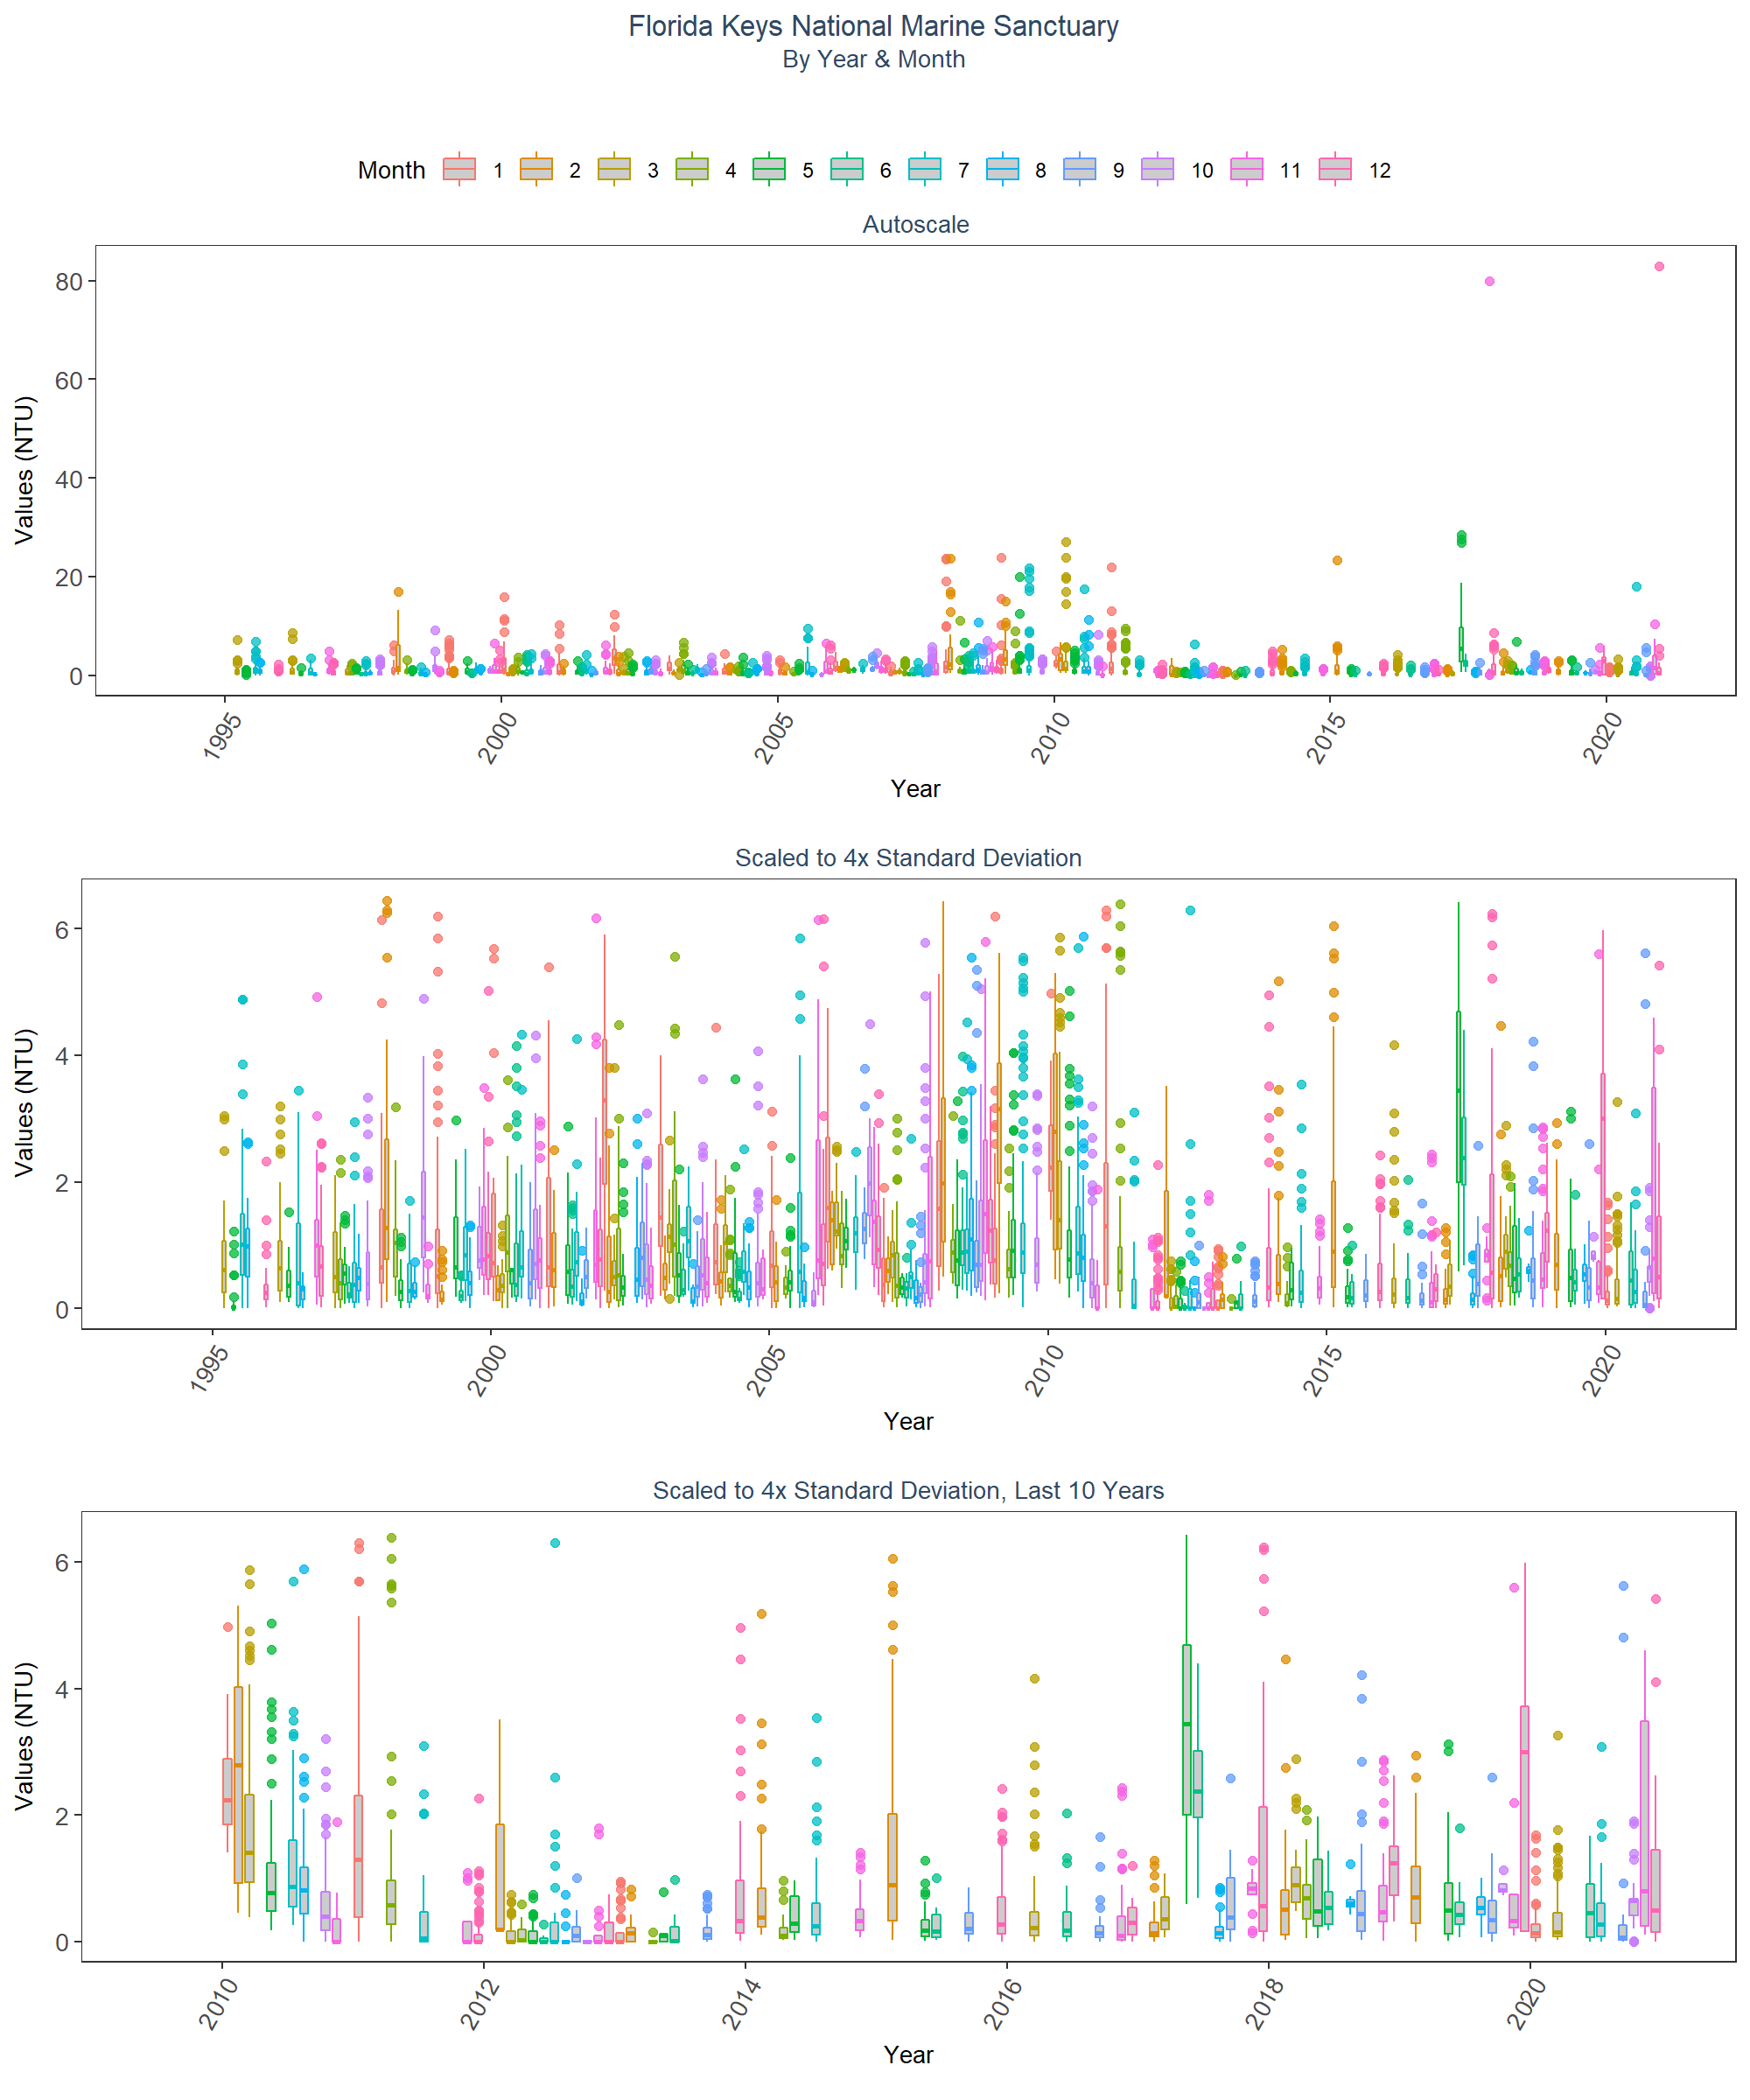 Florida Keys National Marine Sanctuary
By Year & Month
Month 1 2 3 4 5 6 7 8 9 10 11 12
Autoscale
Values (NTU)
80
60
40
20
0
1995 2000 2005 2010 2015 2020
Year
Scaled to 4x Standard Deviation
Values (NTU)
6
4
2
0
1995 2000 2005 2010 2015 2020
Year
Scaled to 4x Standard Deviation, Last 10 Years
Values (NTU)
6
4
2
0
2010 2012 2014 2016 2018 2020
Year